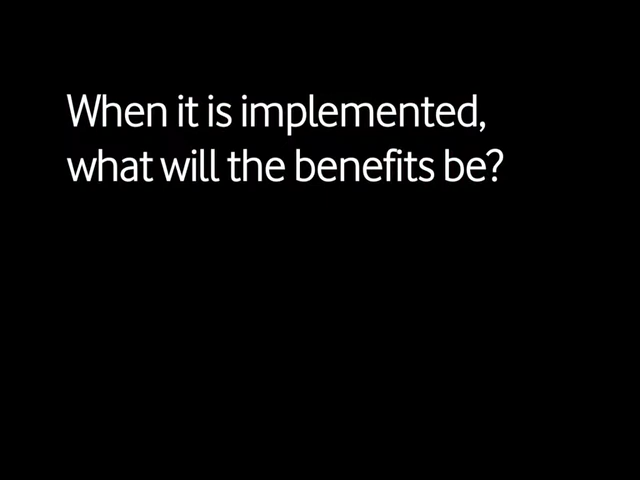 When it is implemented,
what will the benefits be?